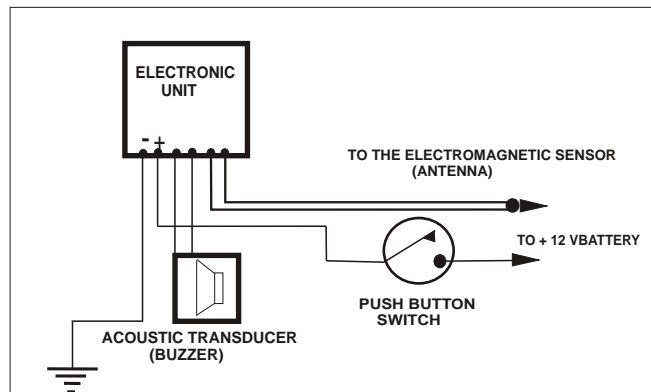 ELECTRONIC
UNIT
- +
TO THE ELECTROMAGNETIC SENSOR
(ANTENNA)
TO + 12 VBATTERY
PUSH BUTTON
SWITCH
ACOUSTIC TRANSDUCER
(BUZZER)